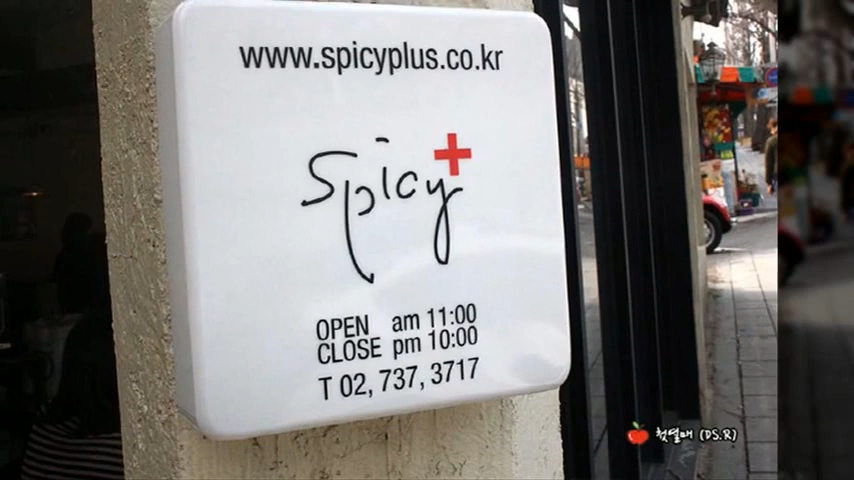 www.spicyplus.co.kr
spicy+
OPEN am 11:00
CLOSE pm 10:00
T 02, 737, 3717
첫열매 (DS.R)